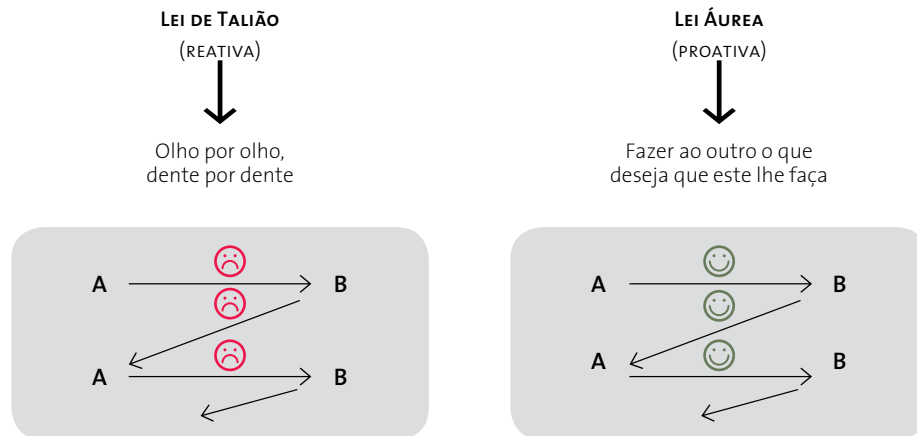 Lei de Talião
(reativa)
Olho por olho,
dente por dente
A B
A B
Lei Áurea
(proativa)
Fazer ao outro o que
deseja que este lhe faça
A B
A B